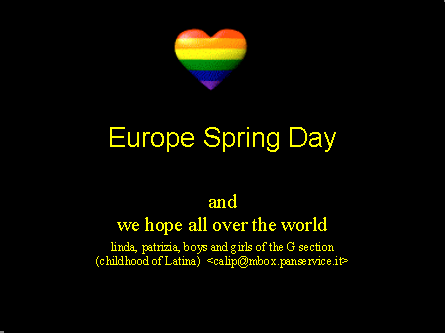 Europe Spring Day
and
we hope all over the world
linda, patrizia, boys and girls of the G section
(childhood of Latina) <calip@mbox.panservice.it>